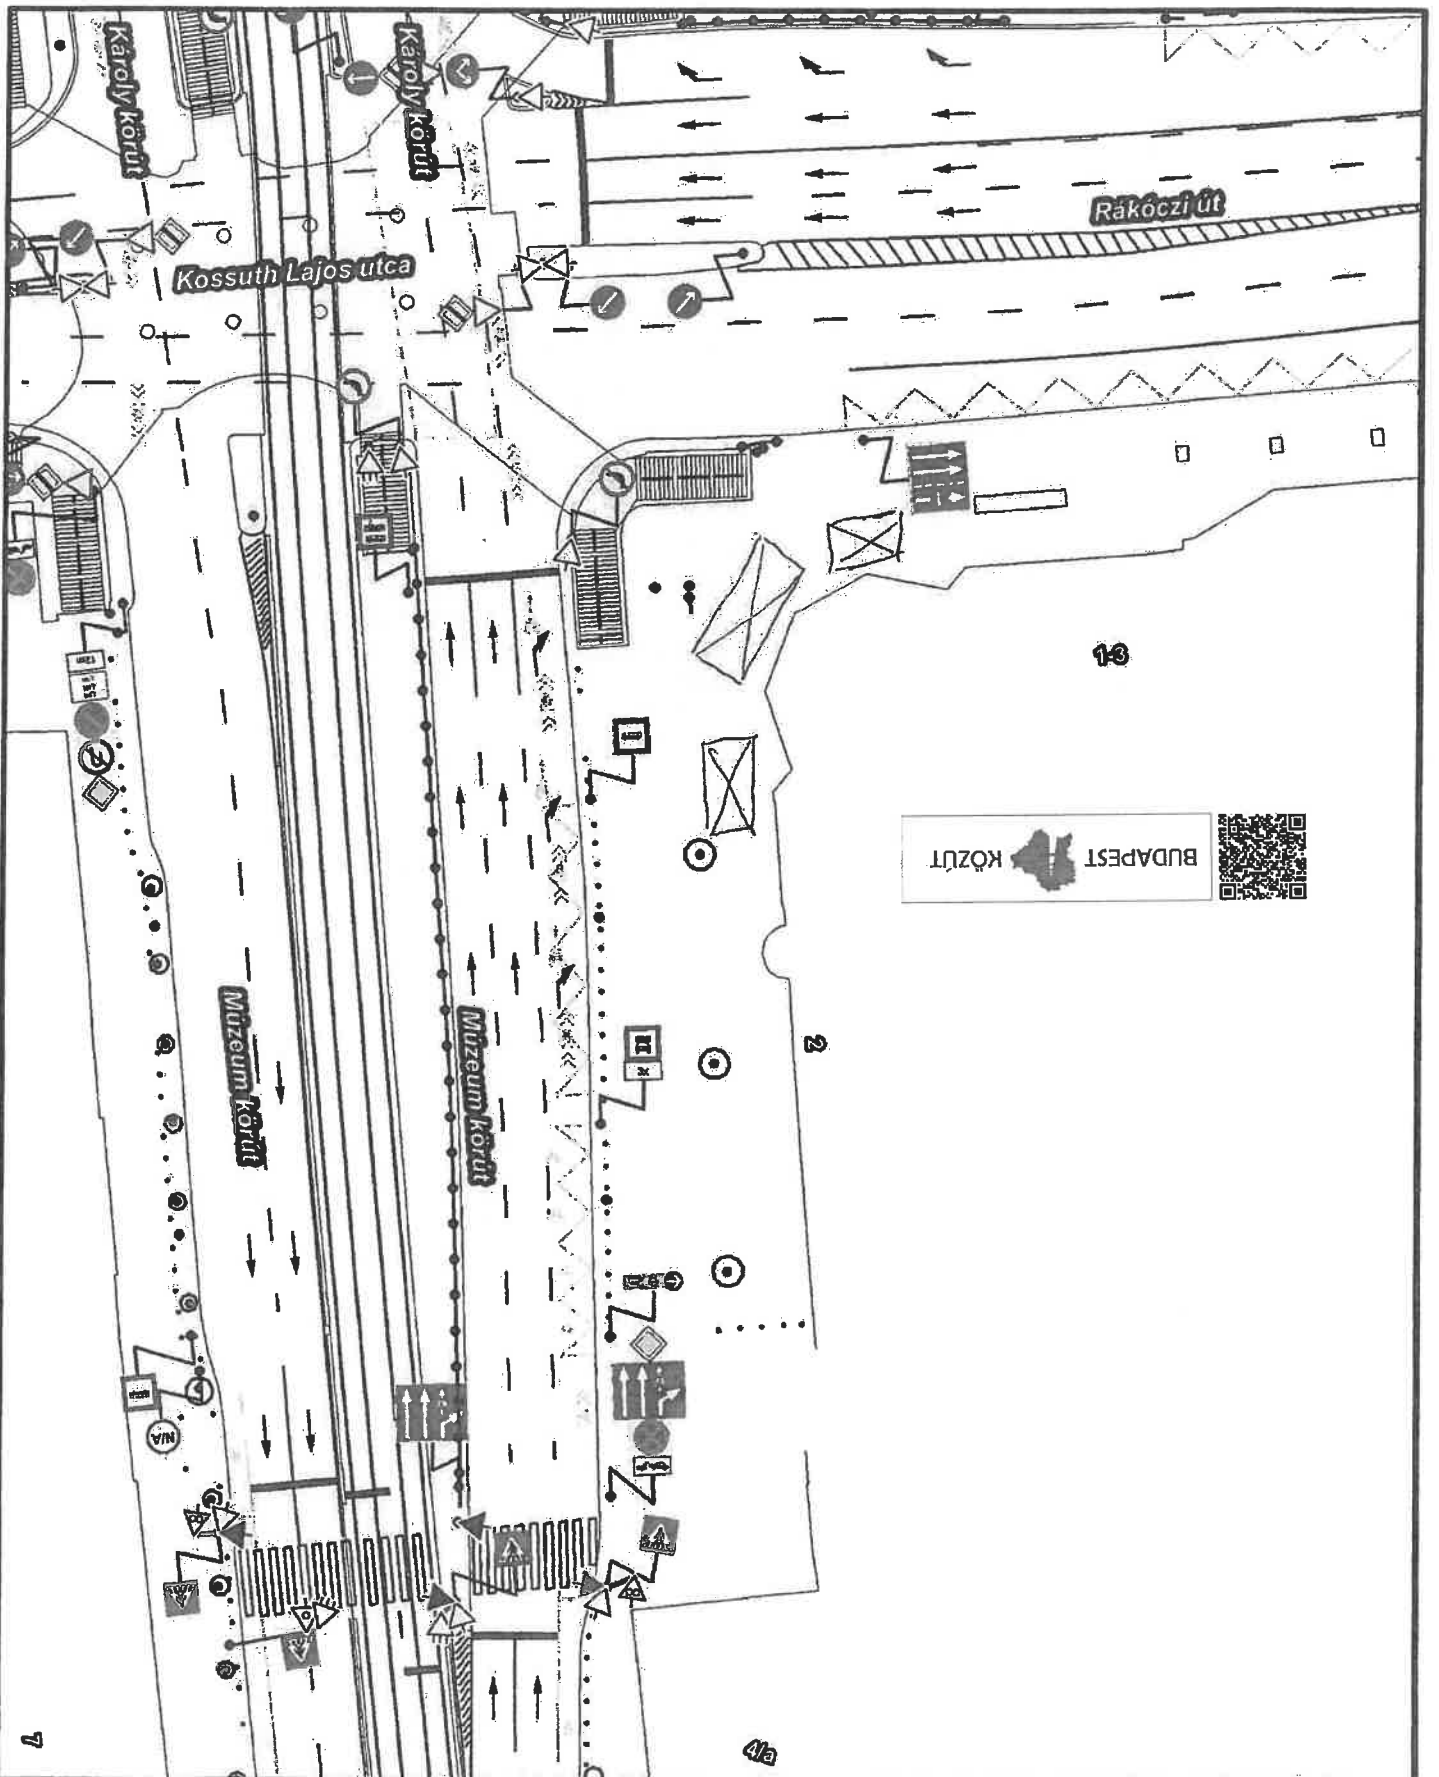 Károly körút
Károly körút
Rákóczi út
Kossuth Lajos utca
1-3
BUDAPEST KÖZÚT
Múzeum körút
Múzeum körút
2
N/A
7
4/a